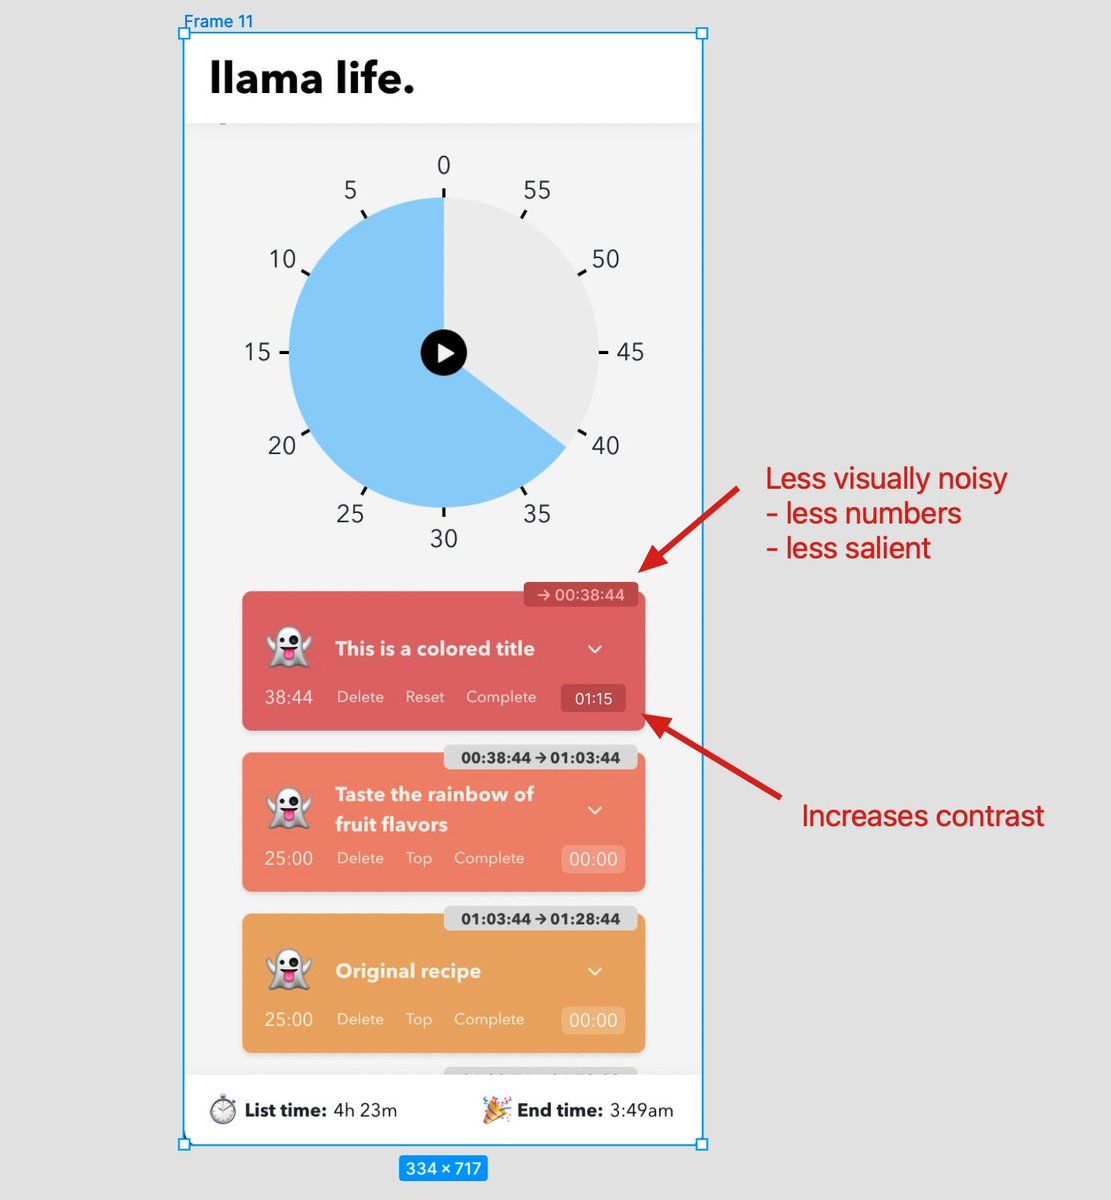 Frame 11
llama life.
0
5
55
10
50
15
45
20
40
25
35
30
Less visually noisy
- less numbers
- less salient
→ 00:38:44
This is a colored title
38:44 Delete Reset Complete 01:15
00:38:44 → 01:03:44
Taste the rainbow of
fruit flavors
25:00 Delete Top Complete 00:00
Increases contrast
01:03:44 → 01:28:44
Original recipe
25:00 Delete Top Complete 00:00
List time: 4h 23m
End time: 3:49am
334 × 717